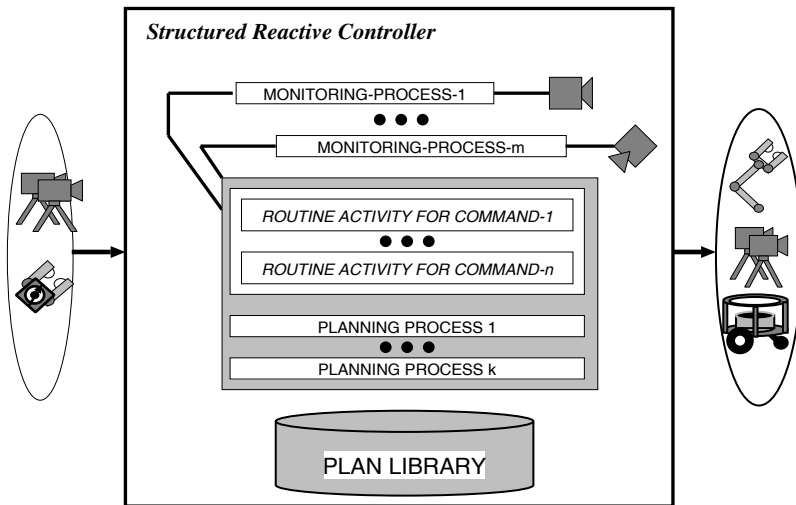 Structured Reactive Controller
MONITORING-PROCESS-1
MONITORING-PROCESS-m
ROUTINE ACTIVITY FOR COMMAND-1
ROUTINE ACTIVITY FOR COMMAND-n
PLANNING PROCESS 1
PLANNING PROCESS k
PLAN LIBRARY